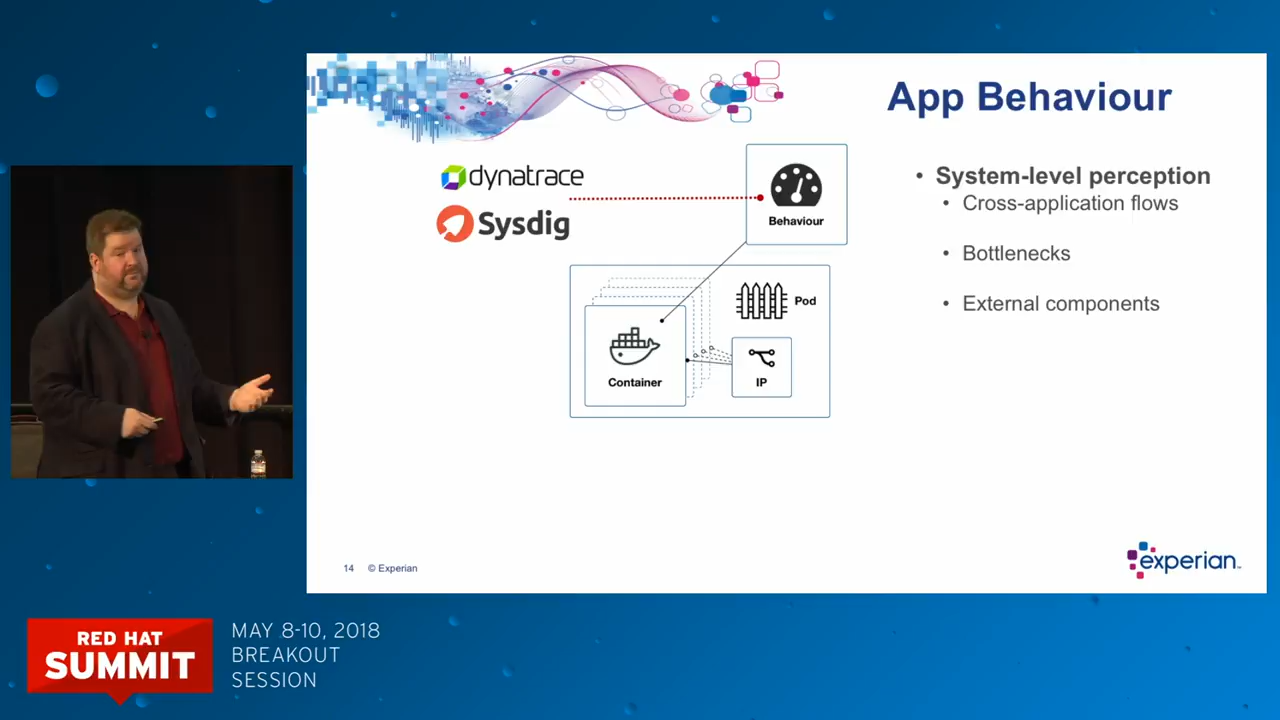 App Behaviour
dynatrace
Sysdig
Behaviour
Pod
Container
IP
• System-level perception
• Cross-application flows
• Bottlenecks
• External components
14 © Experian
experian™
RED HAT
SUMMIT
MAY 8-10, 2018
BREAKOUT
SESSION